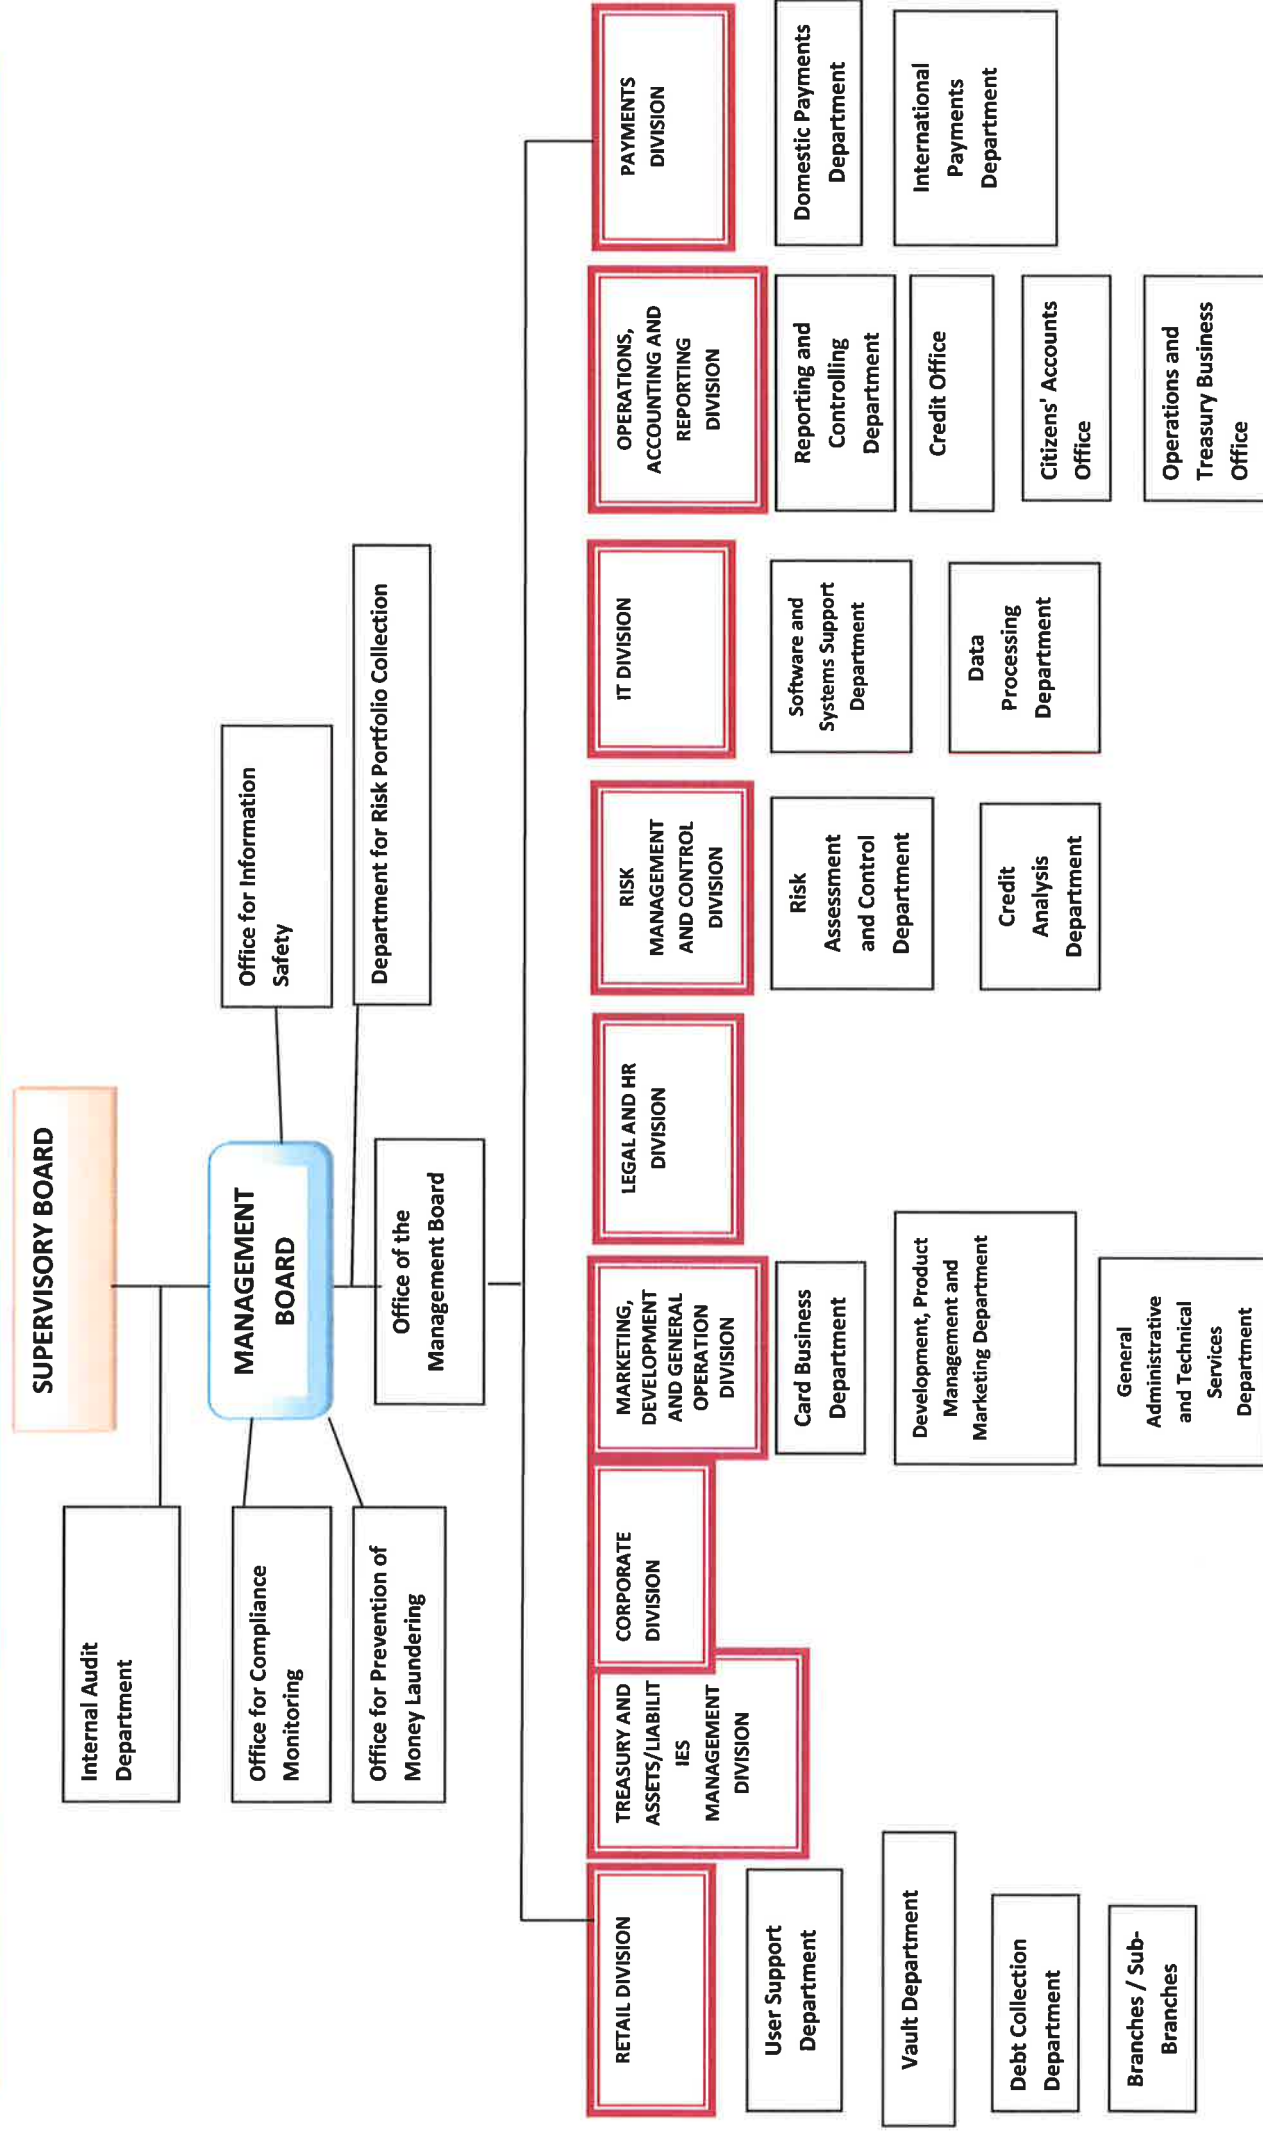 SUPERVISORY BOARD
Internal Audit
Department
MANAGEMENT
BOARD
Office for Compliance
Monitoring
Office for Information
Safety
Office for Prevention of
Money Laundering
Department for Risk Portfolio Collection
Office of the
Management Board
RETAIL DIVISION
TREASURY AND
ASSETS/LIABILIT
IES
MANAGEMENT
DIVISION
CORPORATE
DIVISION
MARKETING,
DEVELOPMENT
AND GENERAL
OPERATION
DIVISION
LEGAL AND HR
DIVISION
RISK
MANAGEMENT
AND CONTROL
DIVISION
IT DIVISION
OPERATIONS,
ACCOUNTING AND
REPORTING
DIVISION
PAYMENTS
DIVISION
User Support
Department
Vault Department
Debt Collection
Department
Branches / Sub-
Branches
Card Business
Department
Development, Product
Management and
Marketing Department
General
Administrative
and Technical
Services
Department
Risk
Assessment
and Control
Department
Credit
Analysis
Department
Software and
Systems Support
Department
Data
Processing
Department
Reporting and
Controlling
Department
Credit Office
Citizens' Accounts
Office
Operations and
Treasury Business
Office
Domestic Payments
Department
International
Payments
Department